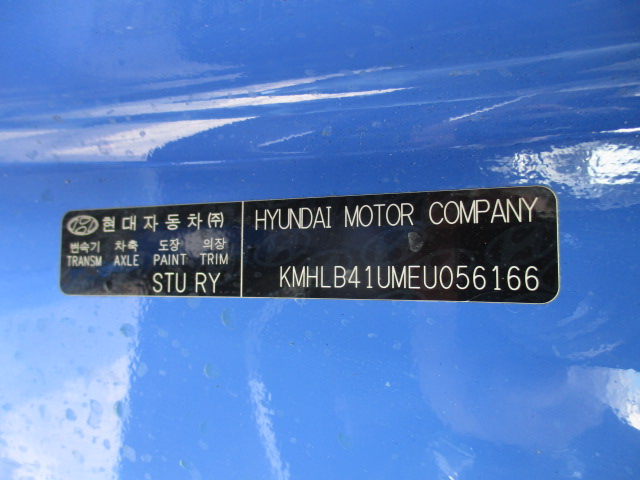 현대자동차(주)
변속기 차축 도장 의장
TRANSM AXLE PAINT TRIM
STU RY
HYUNDAI MOTOR COMPANY
KMHLB41UMEU056166